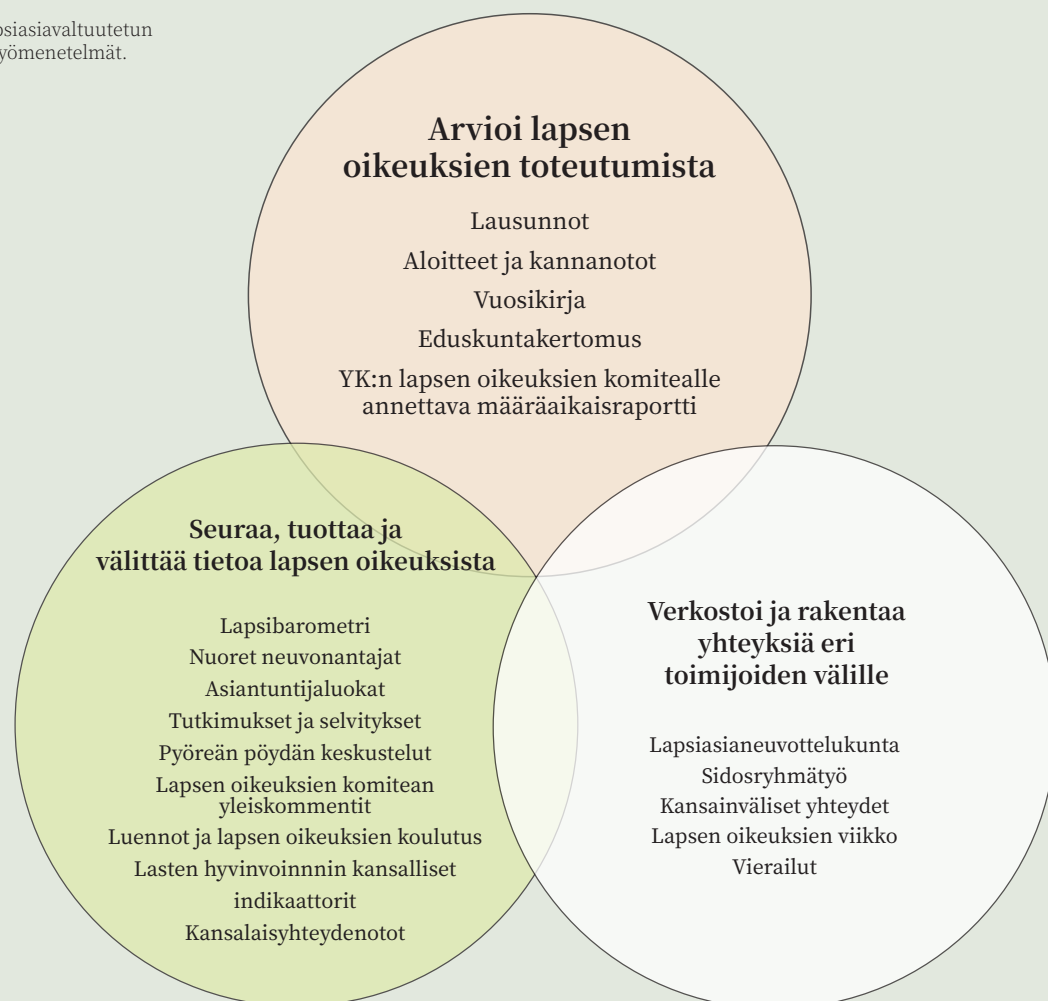 osiasiavaltuutetun
yömenetelmät.
Arvioi lapsen
oikeuksien toteutumista
Lausunnot
Aloitteet ja kannanotot
Vuosikirja
Eduskuntakertomus
YK:n lapsen oikeuksien komitealle
annettava määräaikaisraportti
Seuraa, tuottaa ja
välittää tietoa lapsen oikeuksista
Lapsibarometri
Nuoret neuvonantajat
Asiantuntijaluokat
Tutkimukset ja selvitykset
Pyöreän pöydän keskustelut
Lapsen oikeuksien komitean
yleiskommentit
Luennot ja lapsen oikeuksien koulutus
Lasten hyvinvoinnnin kansalliset
indikaattorit
Kansalaisyhteydenotot
Verkostoi ja rakentaa
yhteyksiä eri
toimijoiden välille
Lapsiasianeuvottelukunta
Sidosryhmätyö
Kansainväliset yhteydet
Lapsen oikeuksien viikko
Vierailut